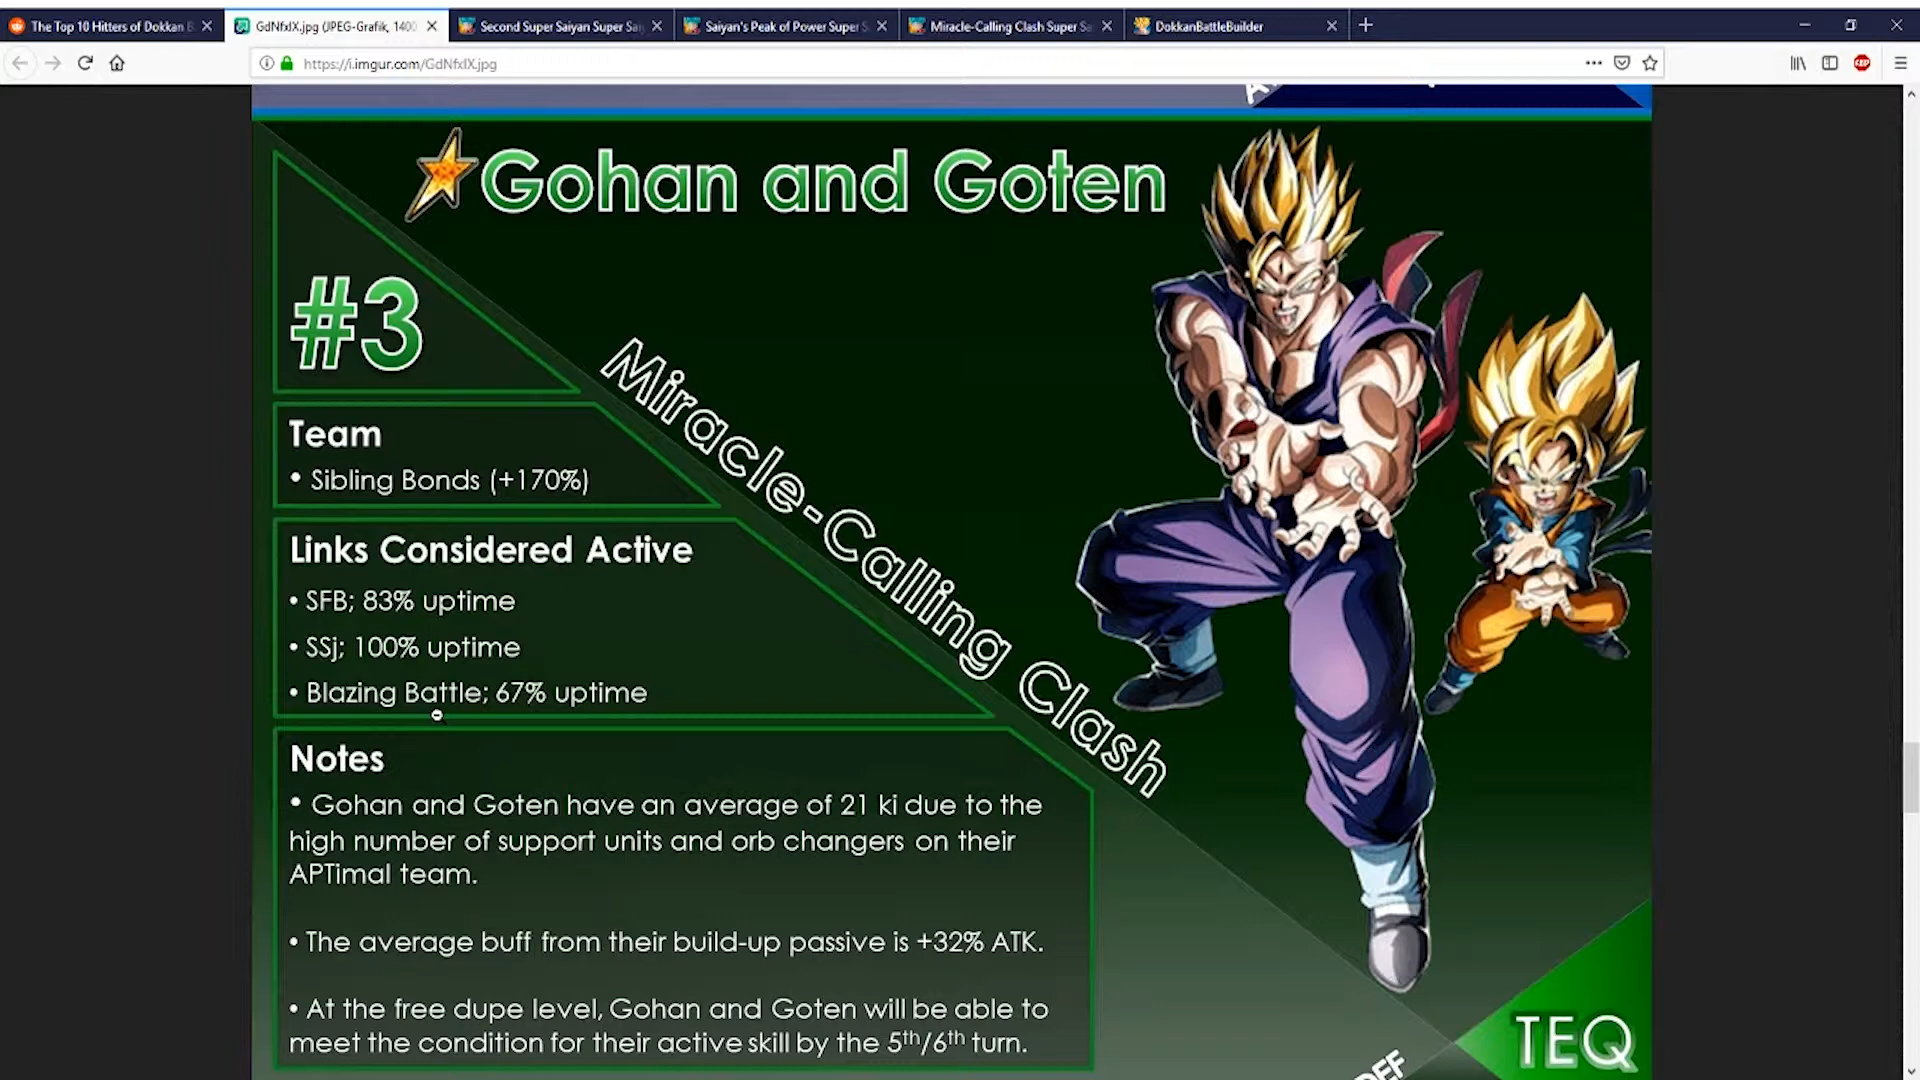 The Top 10 Hitters of Dokkan B
GdNfxIX.jpg (JPEG-Grafik, 1400
Second Super Saiyan Super Sai
Saiyan's Peak of Power Super S
Miracle-Calling Clash Super Sa
DokkanBattleBuilder
https://i.imgur.com/GdNfxIX.jpg
Gohan and Goten
#3
Miracle-Calling Clash
Team
• Sibling Bonds (+170%)
Links Considered Active
• SFB; 83% uptime
• SSj; 100% uptime
• Blazing Battle; 67% uptime
Notes
• Gohan and Goten have an average of 21 ki due to the
high number of support units and orb changers on their
APTimal team.
• The average buff from their build-up passive is +32% ATK.
• At the free dupe level, Gohan and Goten will be able to
meet the condition for their active skill by the 5th/6th turn.
TEQ
DEF